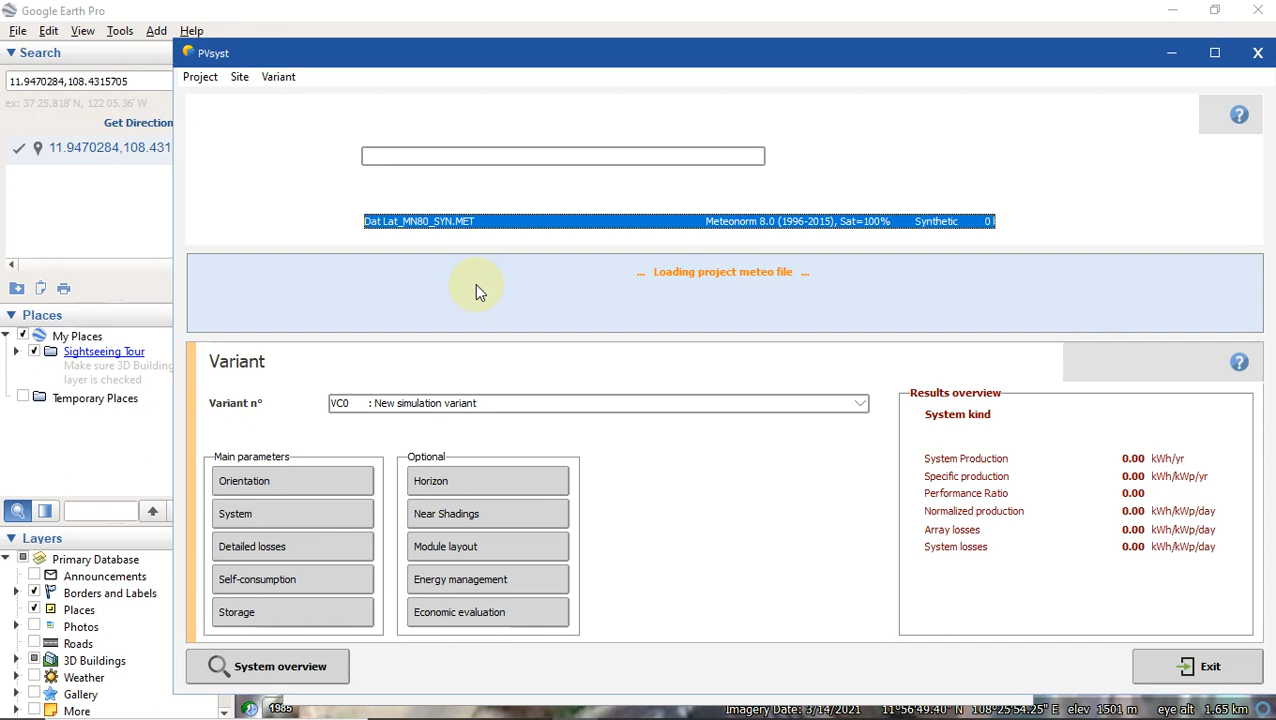 Google Earth Pro
File Edit View Tools Add Help
Search
11.9470284,108.4315705
ex: 37 25.818' N, 122 05.36' W
Get Direction
11.9470284,108.431
Places
My Places
Sightseeing Tour
Make sure 3D Building
layer is checked
Temporary Places
Layers
Primary Database
Announcements
Borders and Labels
Places
Photos
Roads
3D Buildings
Weather
Gallery
More
PVsyst
Project Site Variant
Dat Lat_MN80_SYN.MET Meteonorm 8.0 (1996-2015), Sat=100% Synthetic 0
... Loading project meteo file ...
Variant
Variant n° VC0 : New simulation variant
Main parameters
Orientation
System
Detailed losses
Self-consumption
Storage
Optional
Horizon
Near Shadings
Module layout
Energy management
Economic evaluation
Results overview
System kind
System Production 0.00 kWh/yr
Specific production 0.00 kWh/kWp/yr
Performance Ratio 0.00
Normalized production 0.00 kWh/kWp/day
Array losses 0.00 kWh/kWp/day
System losses 0.00 kWh/kWp/day
System overview
Exit
1985
Imagery Date: 3/14/2021 11°56'49.40" N 108°25'54.25" E elev 1501 m eye alt 1.65 km